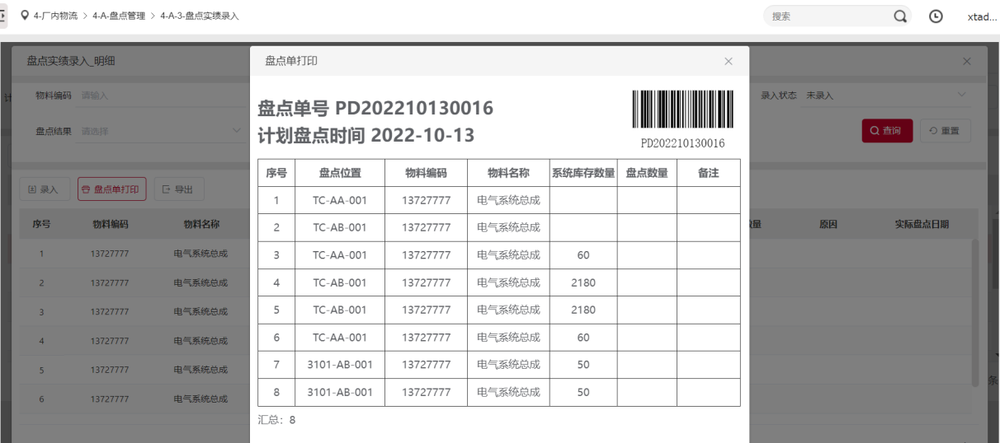 4-厂内物流 > 4-A-盘点管理 > 4-A-3-盘点实绩录入
搜索
xtad...
盘点实绩录入_明细
盘点单打印
物料编码 请输入
录入状态 未录入
盘点结果 请选择
查询 重置
盘点单号 PD202210130016
计划盘点时间 2022-10-13
PD202210130016
录入 盘点单打印 导出
序号 物料编码 物料名称
量 原因 实际盘点日期
1 13727777 电气系统总成
2 13727777 电气系统总成
3 13727777 电气系统总成
4 13727777 电气系统总成
5 13727777 电气系统总成
6 13727777 电气系统总成
序号 盘点位置 物料编码 物料名称 系统库存数量 盘点数量 备注
1 TC-AA-001 13727777 电气系统总成
2 TC-AB-001 13727777 电气系统总成
3 TC-AA-001 13727777 电气系统总成 60
4 TC-AB-001 13727777 电气系统总成 2180
5 TC-AB-001 13727777 电气系统总成 2180
6 TC-AA-001 13727777 电气系统总成 60
7 3101-AB-001 13727777 电气系统总成 50
8 3101-AB-001 13727777 电气系统总成 50
汇总：8